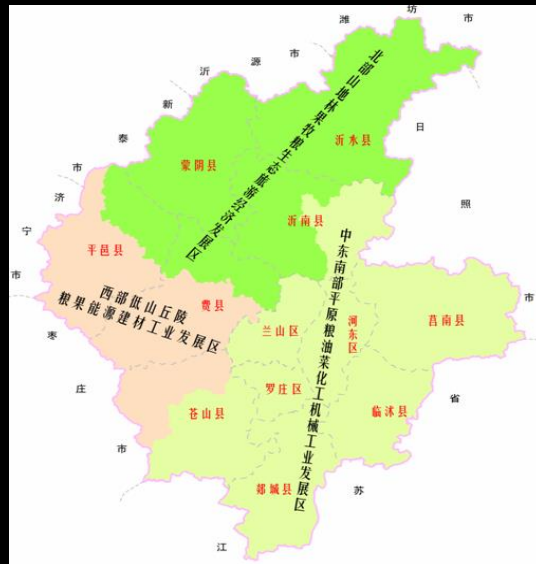 潍坊市
沂源市
新泰市
济宁市
枣庄市
日照市
江苏省
北部山地林果牧粮生态旅游经济发展区
沂水县
蒙阴县
沂南县
平邑县
费县
西部低山丘陵
粮果能源建材工业发展区
中东南部平原粮油菜化工机械工业发展区
兰山区
河东区
莒南县
罗庄区
苍山县
临沭县
郯城县